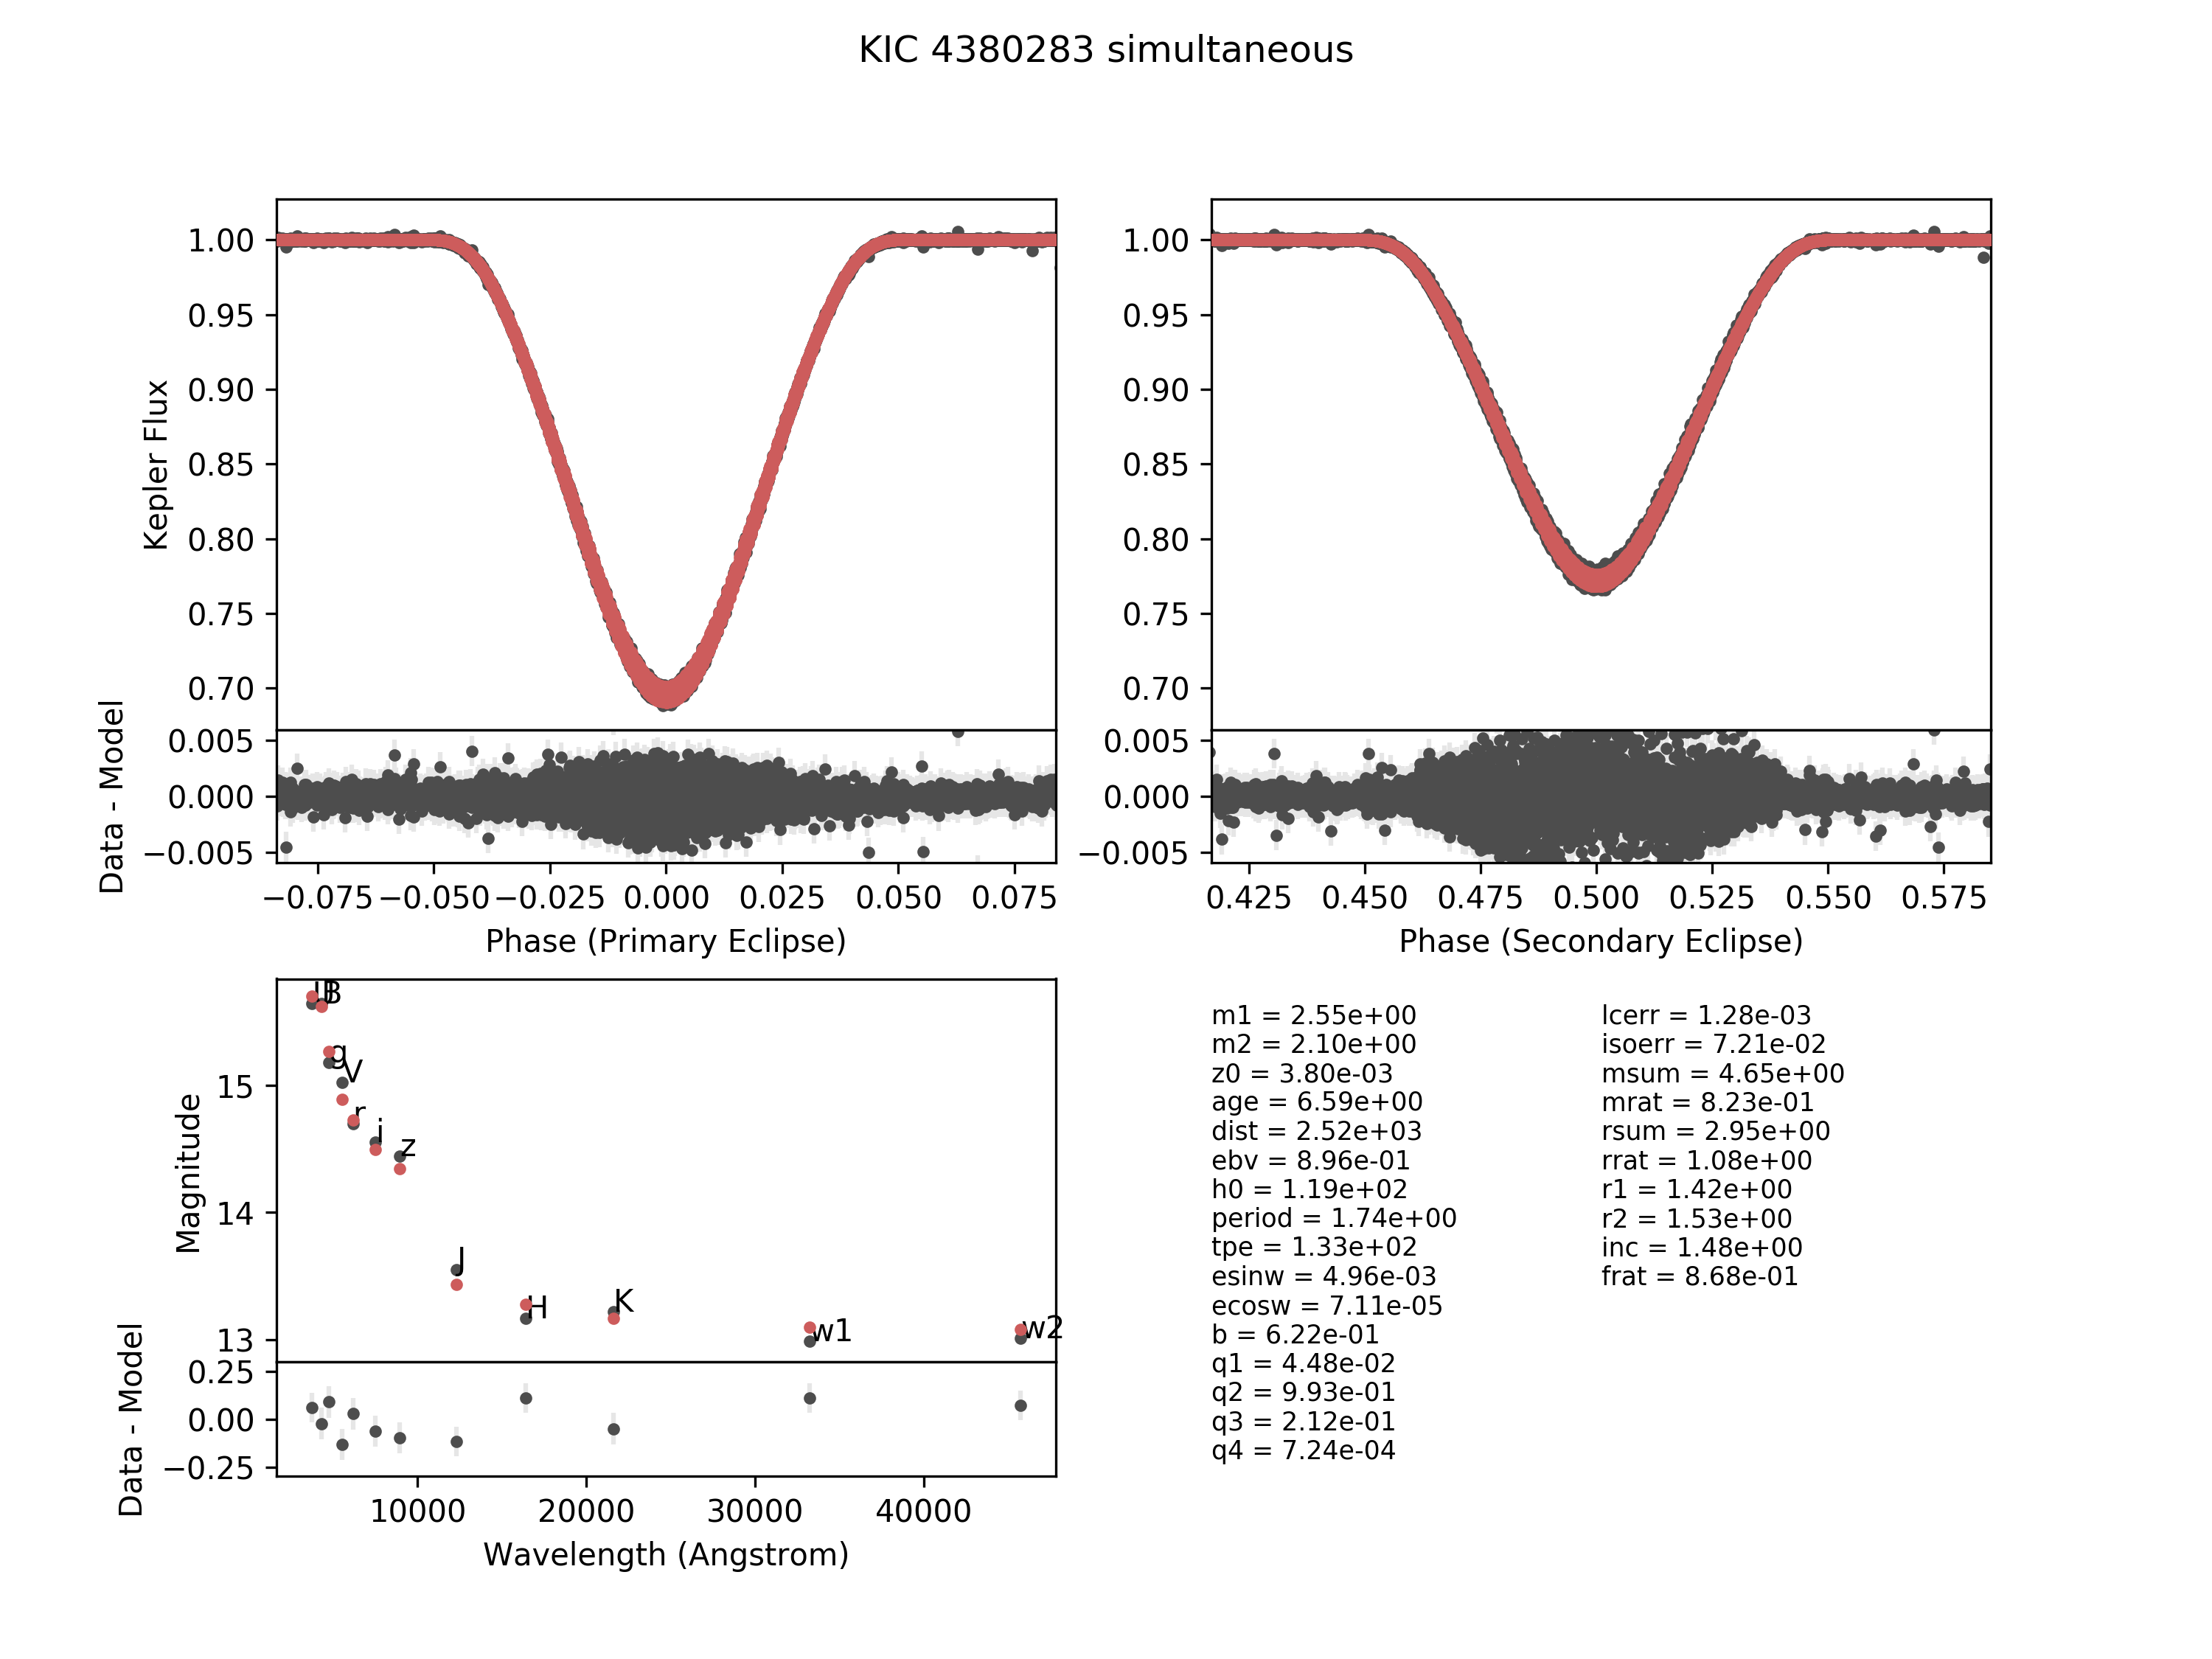 KIC 4380283 simultaneous
1.00
0.95
0.90
0.85
0.80
0.75
0.70
Kepler Flux
0.005
0.000
−0.005
Data - Model
−0.075 −0.050 −0.025 0.000 0.025 0.050 0.075
Phase (Primary Eclipse)
1.00
0.95
0.90
0.85
0.80
0.75
0.70
0.005
0.000
−0.005
0.425 0.450 0.475 0.500 0.525 0.550 0.575
Phase (Secondary Eclipse)
U
B
g
V
r
i
z
J
H
K
w1
w2
15
14
13
Magnitude
0.25
0.00
−0.25
Data - Model
10000 20000 30000 40000
Wavelength (Angstrom)
m1 = 2.55e+00
m2 = 2.10e+00
z0 = 3.80e-03
age = 6.59e+00
dist = 2.52e+03
ebv = 8.96e-01
h0 = 1.19e+02
period = 1.74e+00
tpe = 1.33e+02
esinw = 4.96e-03
ecosw = 7.11e-05
b = 6.22e-01
q1 = 4.48e-02
q2 = 9.93e-01
q3 = 2.12e-01
q4 = 7.24e-04
lcerr = 1.28e-03
isoerr = 7.21e-02
msum = 4.65e+00
mrat = 8.23e-01
rsum = 2.95e+00
rrat = 1.08e+00
r1 = 1.42e+00
r2 = 1.53e+00
inc = 1.48e+00
frat = 8.68e-01